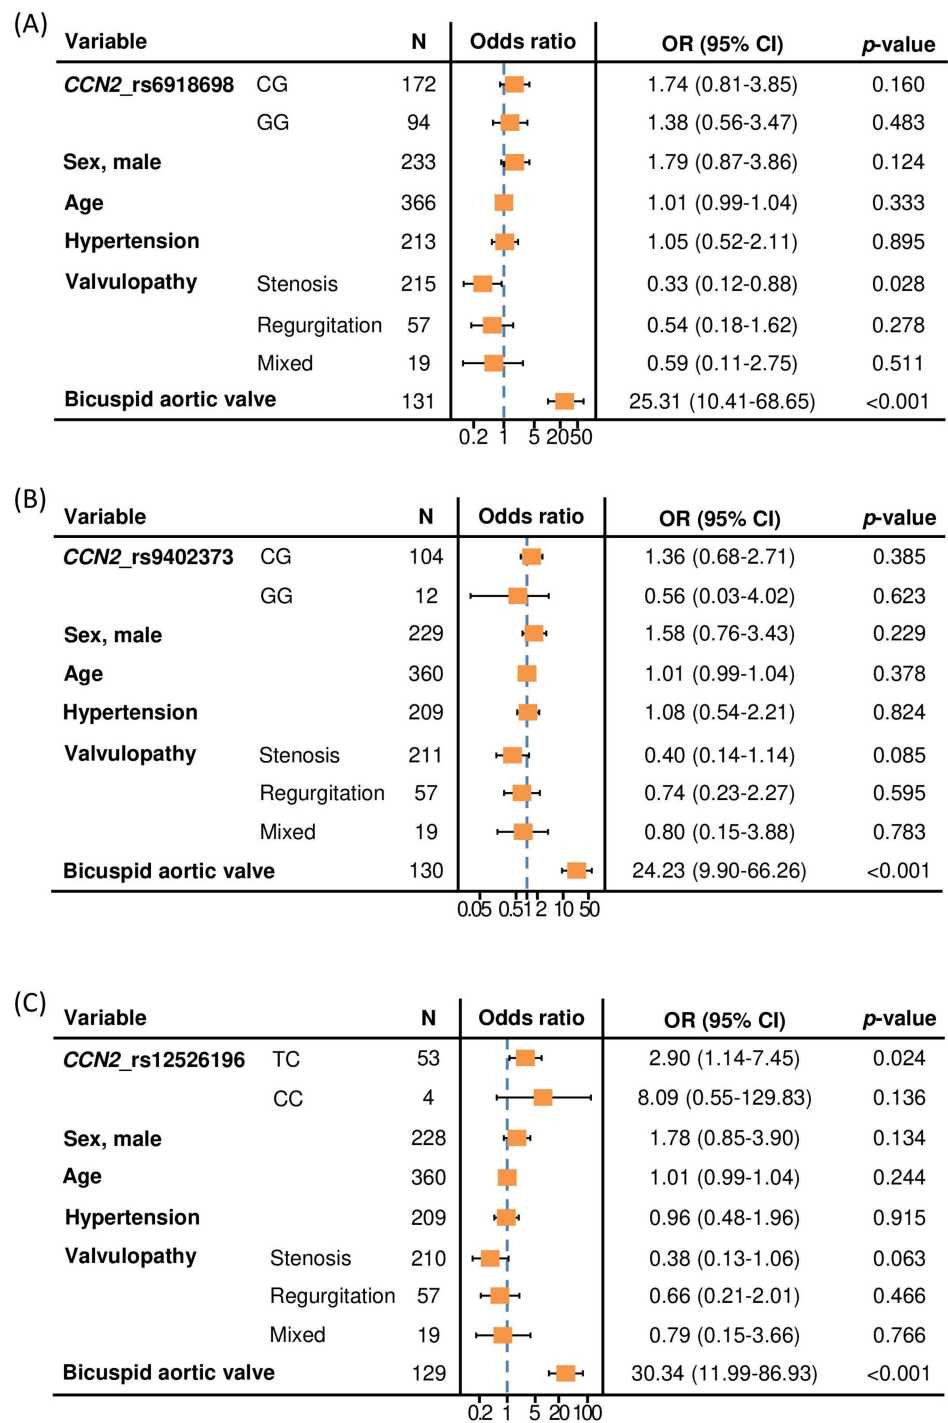 (A)
Variable N Odds ratio OR (95% CI) p-value
CCN2_rs6918698 CG 172 1.74 (0.81-3.85) 0.160
GG 94 1.38 (0.56-3.47) 0.483
Sex, male 233 1.79 (0.87-3.86) 0.124
Age 366 1.01 (0.99-1.04) 0.333
Hypertension 213 1.05 (0.52-2.11) 0.895
Valvulopathy Stenosis 215 0.33 (0.12-0.88) 0.028
Regurgitation 57 0.54 (0.18-1.62) 0.278
Mixed 19 0.59 (0.11-2.75) 0.511
Bicuspid aortic valve 131 25.31 (10.41-68.65) <0.001
0.2 1 5 20 50
(B)
Variable N Odds ratio OR (95% CI) p-value
CCN2_rs9402373 CG 104 1.36 (0.68-2.71) 0.385
GG 12 0.56 (0.03-4.02) 0.623
Sex, male 229 1.58 (0.76-3.43) 0.229
Age 360 1.01 (0.99-1.04) 0.378
Hypertension 209 1.08 (0.54-2.21) 0.824
Valvulopathy Stenosis 211 0.40 (0.14-1.14) 0.085
Regurgitation 57 0.74 (0.23-2.27) 0.595
Mixed 19 0.80 (0.15-3.88) 0.783
Bicuspid aortic valve 130 24.23 (9.90-66.26) <0.001
0.05 0.5 1 2 10 50
(C)
Variable N Odds ratio OR (95% CI) p-value
CCN2_rs12526196 TC 53 2.90 (1.14-7.45) 0.024
CC 4 8.09 (0.55-129.83) 0.136
Sex, male 228 1.78 (0.85-3.90) 0.134
Age 360 1.01 (0.99-1.04) 0.244
Hypertension 209 0.96 (0.48-1.96) 0.915
Valvulopathy Stenosis 210 0.38 (0.13-1.06) 0.063
Regurgitation 57 0.66 (0.21-2.01) 0.466
Mixed 19 0.79 (0.15-3.66) 0.766
Bicuspid aortic valve 129 30.34 (11.99-86.93) <0.001
0.2 1 5 20 100